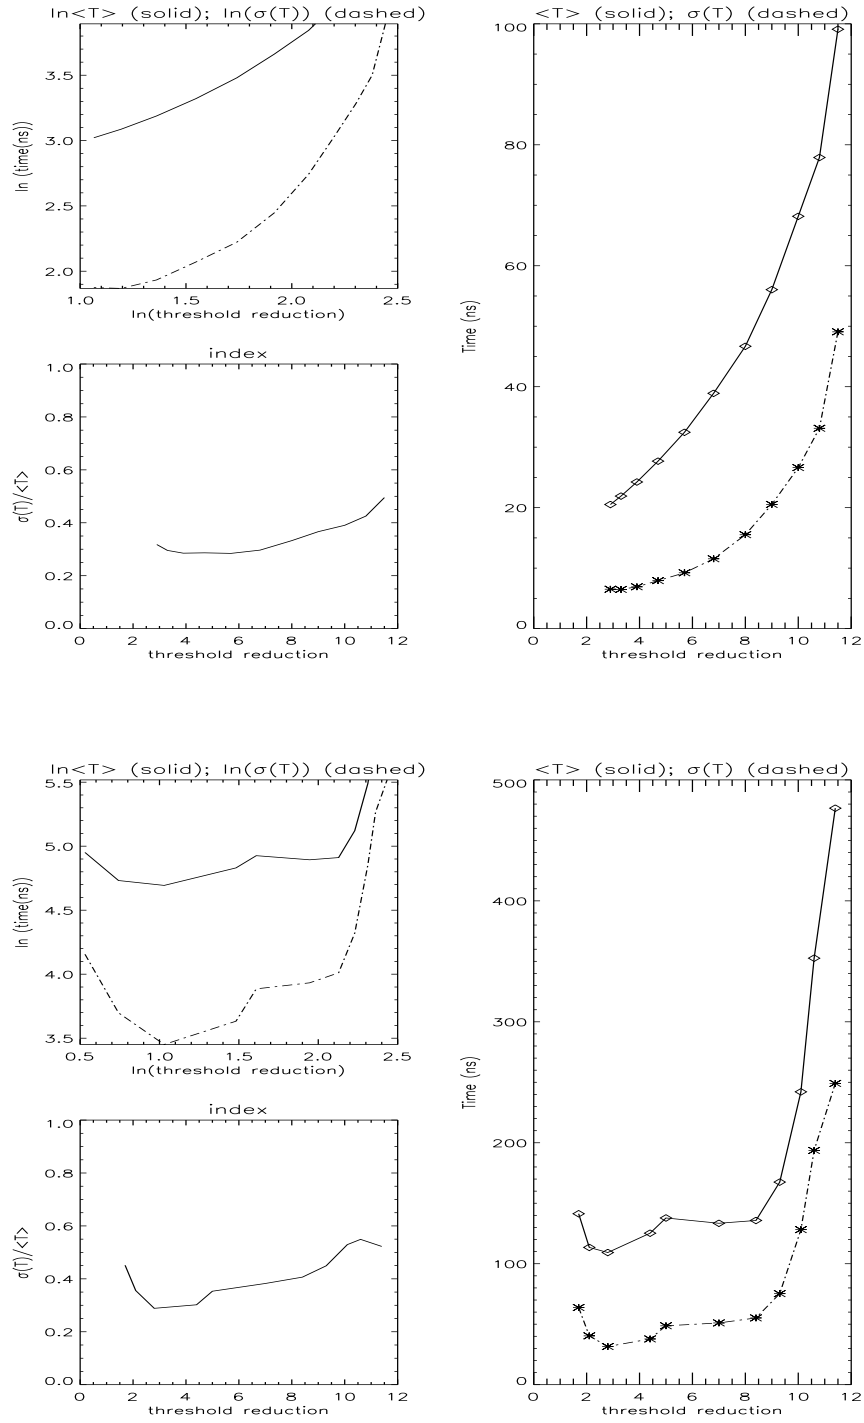 ln<T> (solid); ln(σ(T)) (dashed)
ln (time(ns))
3.5
3.0
2.5
2.0
1.0 1.5 2.0 2.5
ln(threshold reduction)
index
σ(T)/<T>
1.0
0.8
0.6
0.4
0.2
0.0
0 2 4 6 8 10 12
threshold reduction
<T> (solid); σ(T) (dashed)
Time (ns)
100
80
60
40
20
0
0 2 4 6 8 10 12
threshold reduction
ln<T> (solid); ln(σ(T)) (dashed)
ln (time(ns))
5.5
5.0
4.5
4.0
3.5
0.5 1.0 1.5 2.0 2.5
ln(threshold reduction)
index
σ(T)/<T>
1.0
0.8
0.6
0.4
0.2
0.0
0 2 4 6 8 10 12
threshold reduction
<T> (solid); σ(T) (dashed)
Time (ns)
500
400
300
200
100
0
0 2 4 6 8 10 12
threshold reduction